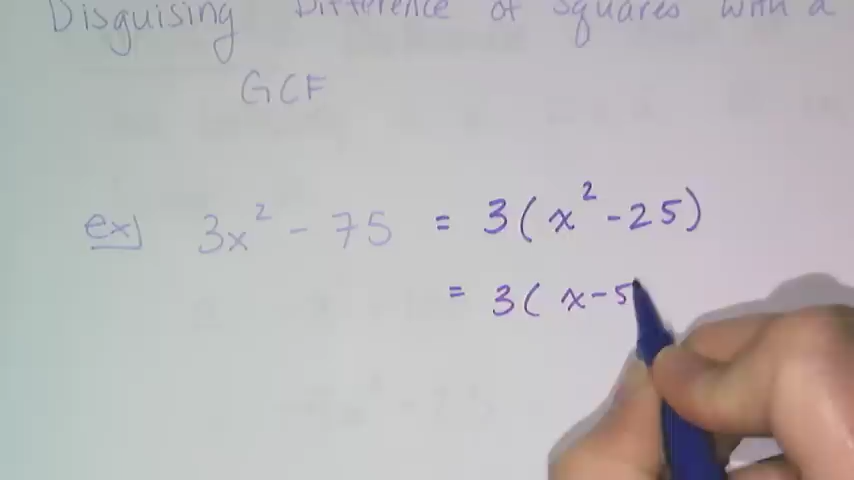 Disguising Difference of Squares with a
GCF
ex) 3x² - 75 = 3(x² - 25)
= 3(x - 5